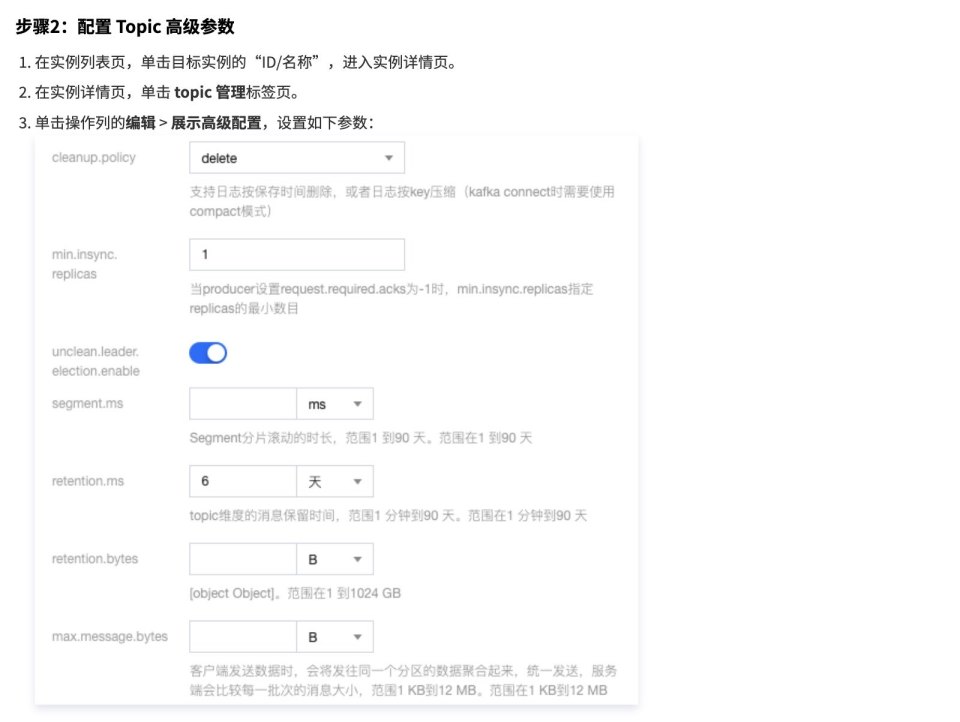 步骤2：配置 Topic 高级参数
1. 在实例列表页，单击目标实例的“ID/名称”，进入实例详情页。
2. 在实例详情页，单击 topic 管理标签页。
3. 单击操作列的编辑 > 展示高级配置，设置如下参数：
cleanup.policy
delete
支持日志按保存时间删除，或者日志按key压缩（kafka connect时需要使用
compact模式）
min.insync.
replicas
1
当producer设置request.required.acks为-1时，min.insync.replicas指定
replicas的最小数目
unclean.leader.
election.enable
segment.ms
ms
Segment分片滚动的时长，范围1 到90 天。范围在1 到90 天
retention.ms
6
天
topic维度的消息保留时间，范围1 分钟到90 天。范围在1 分钟到90 天
retention.bytes
B
[object Object]。范围在1 到1024 GB
max.message.bytes
B
客户端发送数据时，会将发往同一个分区的数据聚合起来，统一发送，服务
端会比较每一批次的消息大小，范围1 KB到12 MB。范围在1 KB到12 MB